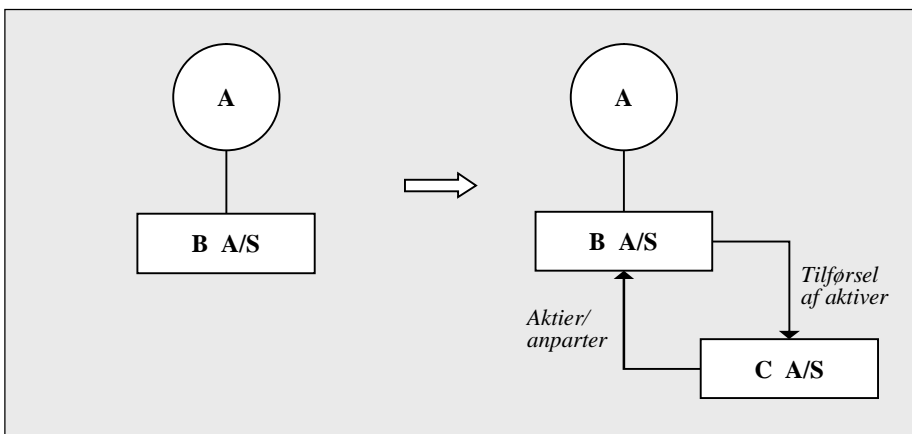 A
B A/S
A
B A/S
Tilførsel
af aktiver
Aktier/
anparter
C A/S